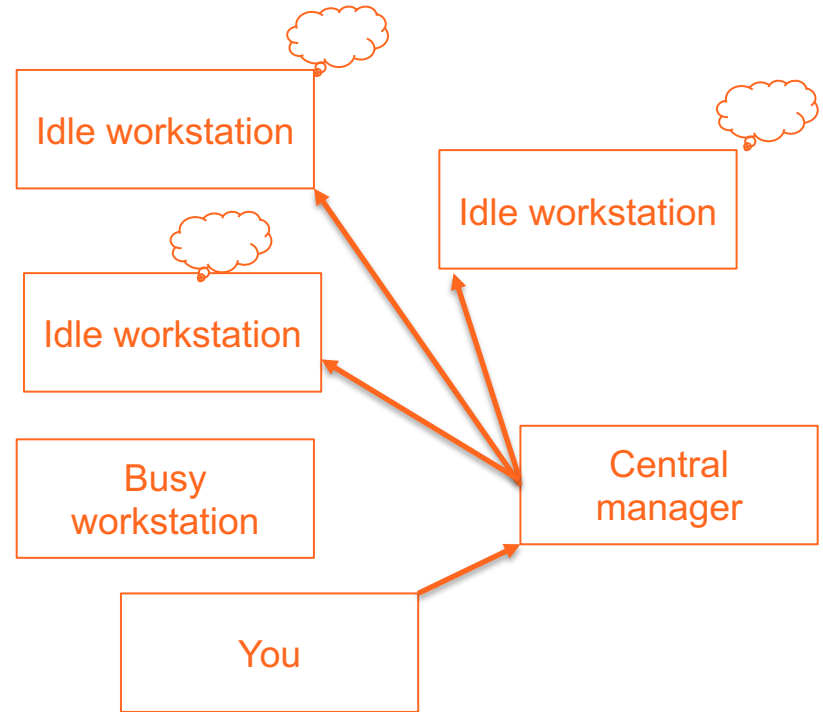 Idle workstation
Idle workstation
Idle workstation
Busy
workstation
Central
manager
You